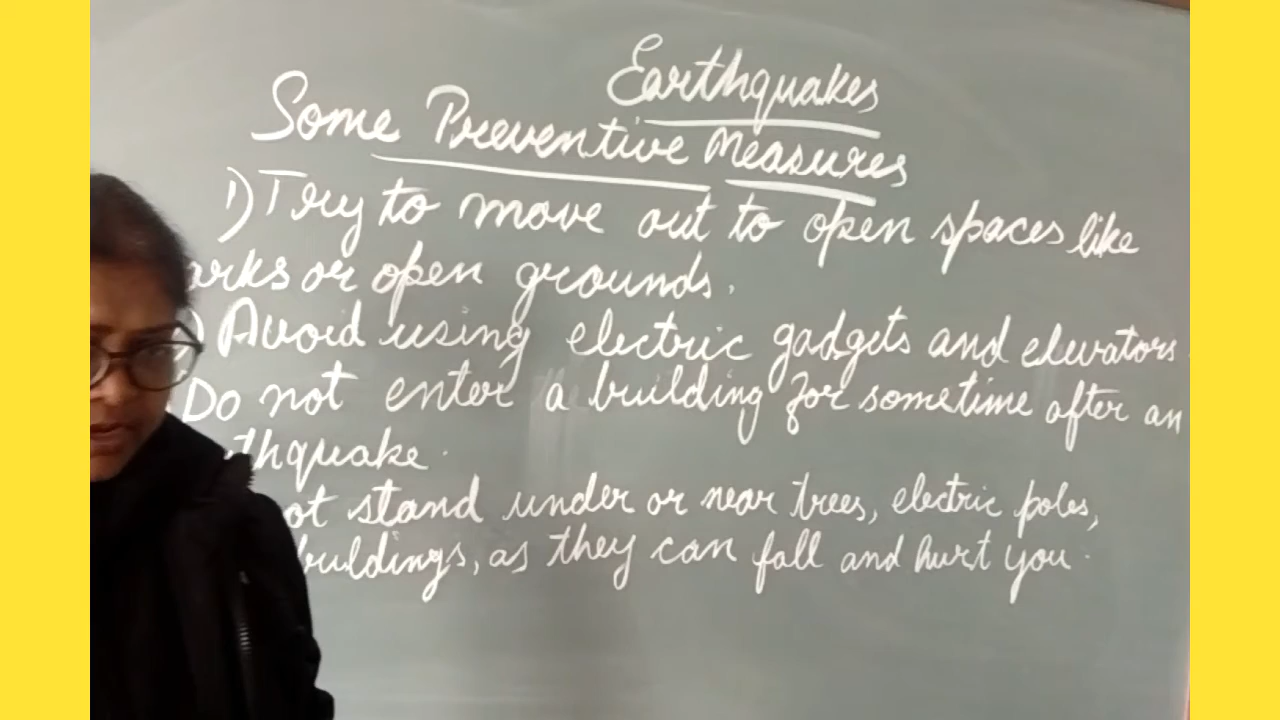 Earthquakes
Some Preventive Measures
1) Try to move out to open spaces like
arks or open grounds.
) Avoid using electric gadgets and elevators.
Do not enter a building for sometime after an
thquake.
ot stand under or near trees, electric poles,
buildings, as they can fall and hurt you.